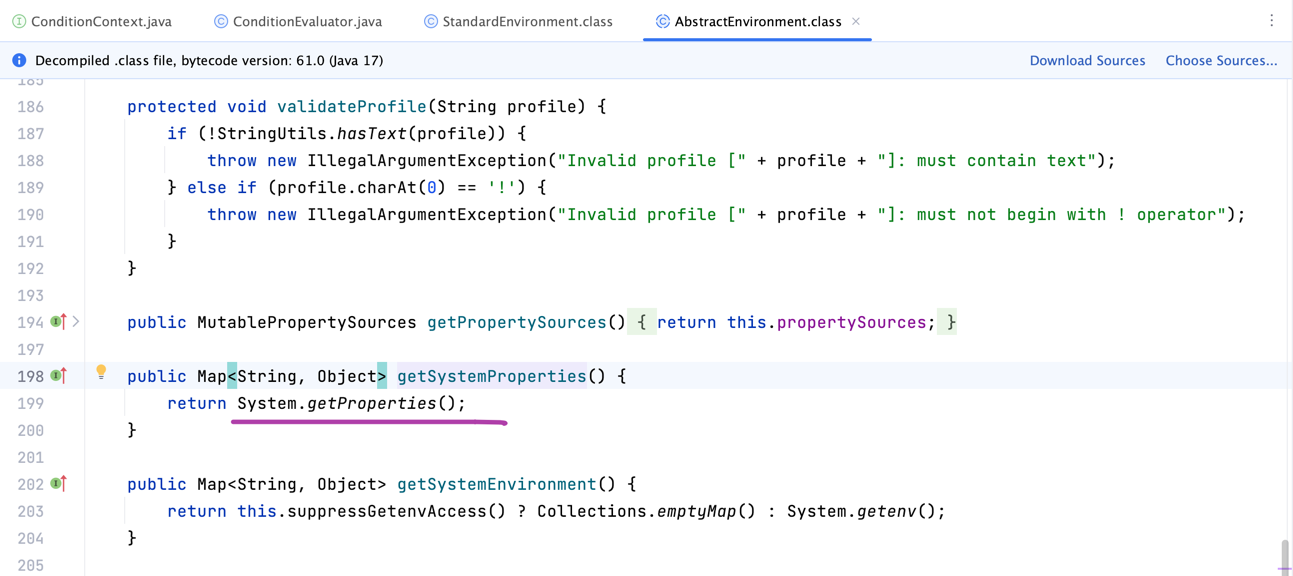 ConditionContext.java ConditionEvaluator.java StandardEnvironment.class AbstractEnvironment.class
Decompiled .class file, bytecode version: 61.0 (Java 17) Download Sources Choose Sources...
185
186 protected void validateProfile(String profile) {
187 if (!StringUtils.hasText(profile)) {
188 throw new IllegalArgumentException("Invalid profile [" + profile + "]: must contain text");
189 } else if (profile.charAt(0) == '!') {
190 throw new IllegalArgumentException("Invalid profile [" + profile + "]: must not begin with ! operator");
191 }
192 }
193
194 public MutablePropertySources getPropertySources() { return this.propertySources; }
197
198 public Map<String, Object> getSystemProperties() {
199 return System.getProperties();
200 }
201
202 public Map<String, Object> getSystemEnvironment() {
203 return this.suppressGetenvAccess() ? Collections.emptyMap() : System.getenv();
204 }
205